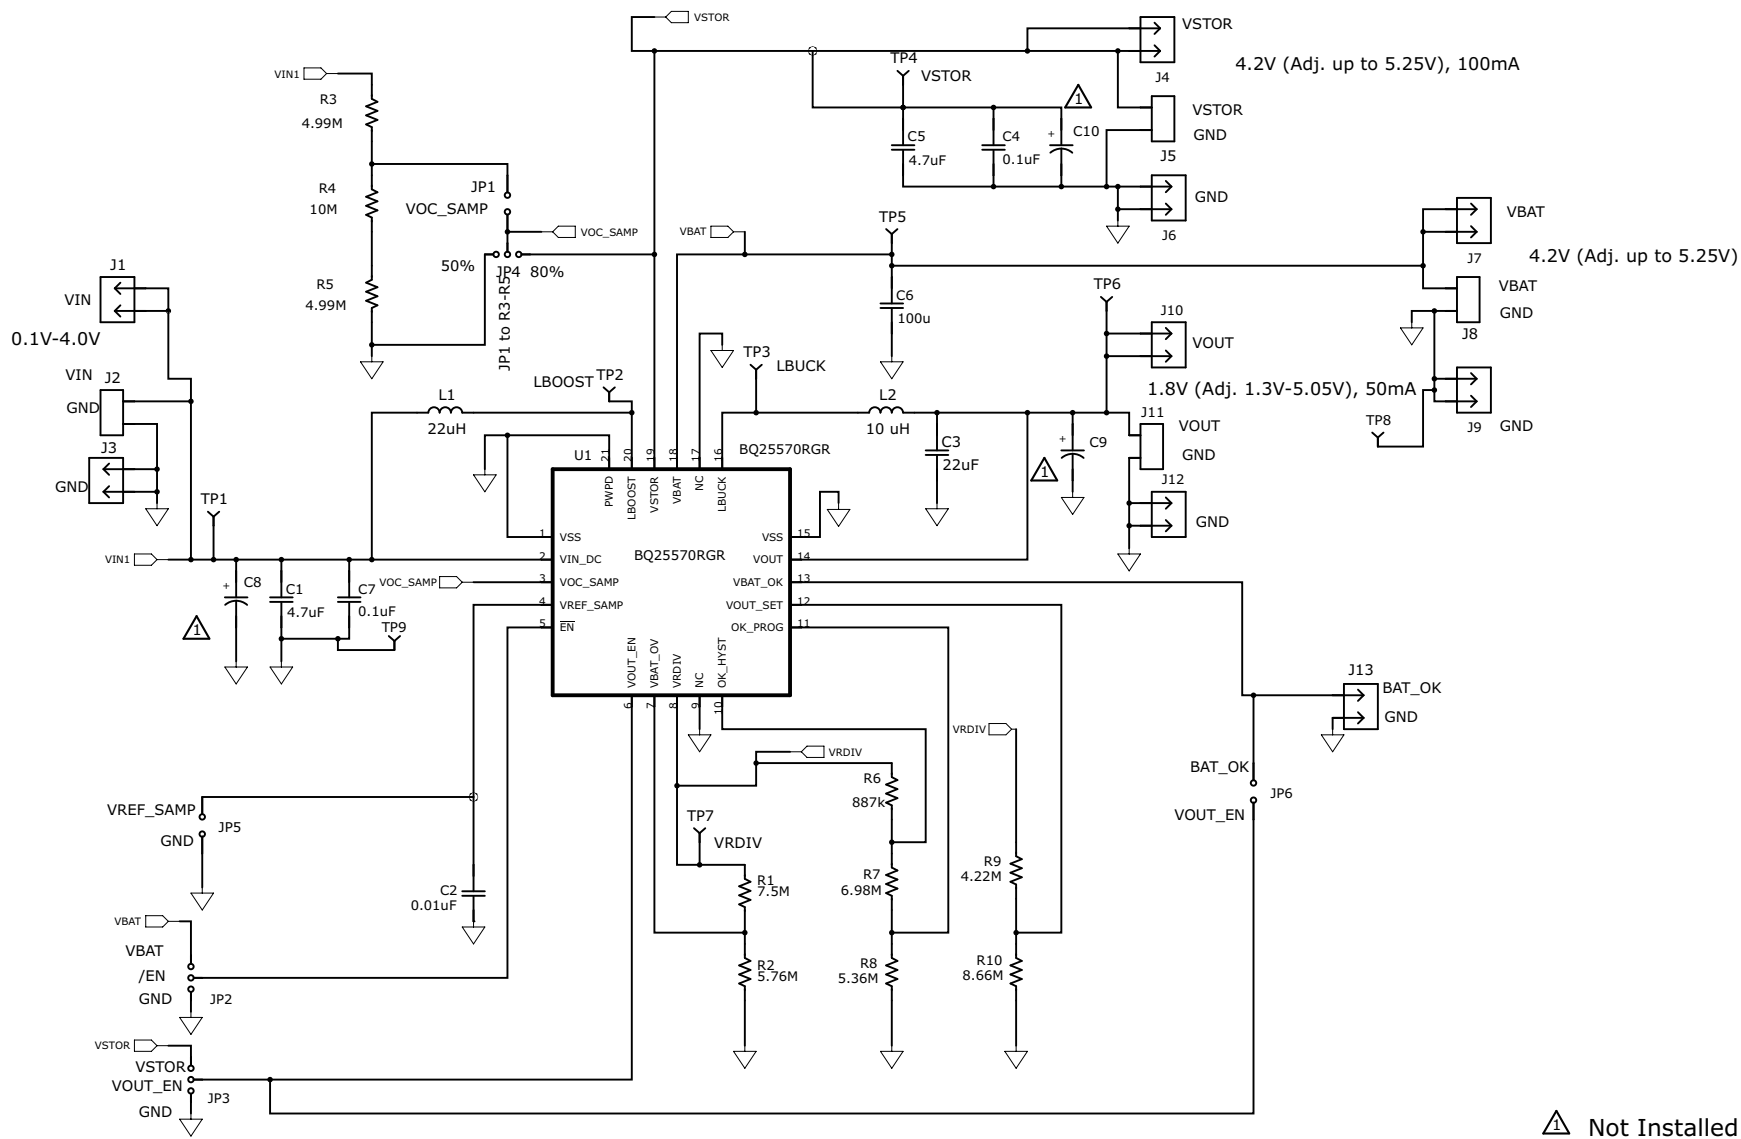 VSTOR
VSTOR
4.2V (Adj. up to 5.25V), 100mA
J4
VIN1
TP4
VSTOR
R3
4.99M
1
C10
+
C5
4.7uF
C4
0.1uF
VSTOR
GND
J5
R4
10M
JP1
VOC_SAMP
VOC_SAMP
GND
J6
50%
JP4
80%
JP1 to R3-R5
R5
4.99M
VBAT
TP5
C6
100u
VBAT
J7
4.2V (Adj. up to 5.25V)
VBAT
GND
J8
J1
VIN
0.1V-4.0V
TP6
J10
VOUT
1.8V (Adj. 1.3V-5.05V), 50mA
VIN
J2
GND
J3
GND
LBOOST
TP2
TP3
LBUCK
L1
22uH
L2
10 uH
C3
22uF
+
C9
1
J11
VOUT
GND
J12
GND
TP8
J9
GND
U1
BQ25570RGR
21
20
19
18
17
16
PWPD
LBOOST
VSTOR
VBAT
NC
LBUCK
BQ25570RGR
1
VSS
2
VIN_DC
3
VOC_SAMP
4
VREF_SAMP
5
EN
VSS
15
VOUT
14
VBAT_OK
13
VOUT_SET
12
OK_PROG
11
VOUT_EN
VBAT_OV
VRDIV
NC
OK_HYST
6
7
8
9
10
TP1
VIN1
VOC_SAMP
+
C8
1
C1
4.7uF
C7
0.1uF
TP9
J13
BAT_OK
GND
VRDIV
VRDIV
R6
887k
BAT_OK
JP6
VOUT_EN
VREF_SAMP
JP5
GND
TP7
VRDIV
C2
0.01uF
R1
7.5M
R7
6.98M
R9
4.22M
R2
5.76M
R8
5.36M
R10
8.66M
VBAT
VBAT
/EN
GND
JP2
VSTOR
VSTOR
VOUT_EN
GND
JP3
1 Not Installed